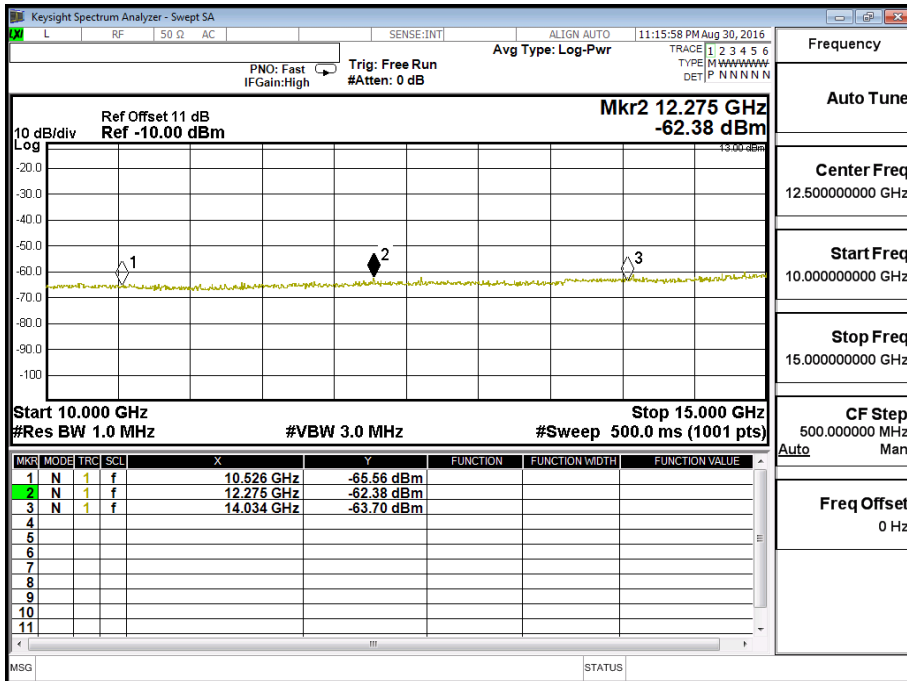 Keysight Spectrum Analyzer - Swept SA
LXI L RF 50 Ω AC SENSE:INT ALIGN AUTO 11:15:58 PM Aug 30, 2016
PNO: Fast
IFGain:High
Trig: Free Run
#Atten: 0 dB
Avg Type: Log-Pwr
TRACE 1 2 3 4 5 6
TYPE M W W W W W
DET P N N N N N
Mkr2 12.275 GHz
-62.38 dBm
Ref Offset 11 dB
10 dB/div Ref -10.00 dBm
Log
-13.00 dBm
-20.0
-30.0
-40.0
-50.0
-60.0
-70.0
-80.0
-90.0
-100
1
2
3
Start 10.000 GHz Stop 15.000 GHz
#Res BW 1.0 MHz #VBW 3.0 MHz #Sweep 500.0 ms (1001 pts)
MKR MODE TRC SCL X Y FUNCTION FUNCTION WIDTH FUNCTION VALUE
1 N 1 f 10.526 GHz -65.56 dBm
2 N 1 f 12.275 GHz -62.38 dBm
3 N 1 f 14.034 GHz -63.70 dBm
4
5
6
7
8
9
10
11
MSG STATUS
Frequency
Auto Tune
Center Freq
12.500000000 GHz
Start Freq
10.000000000 GHz
Stop Freq
15.000000000 GHz
CF Step
500.000000 MHz
Auto Man
Freq Offset
0 Hz